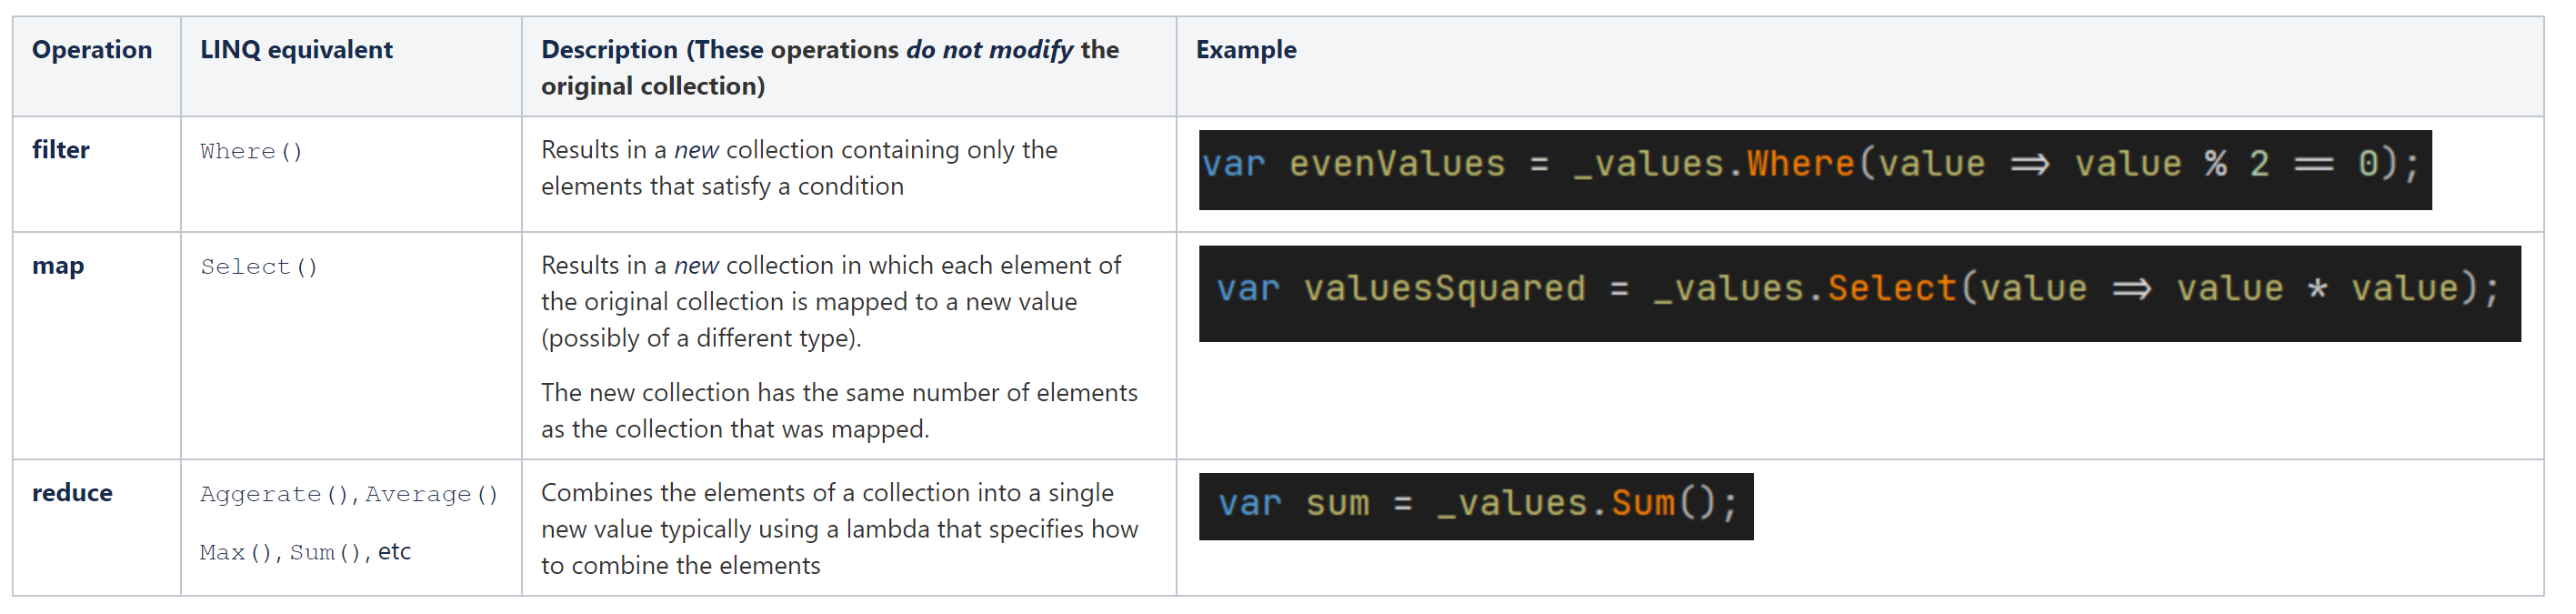 Operation
LINQ equivalent
Description (These operations do not modify the
original collection)
Example
filter
Where()
Results in a new collection containing only the
elements that satisfy a condition
var evenValues = _values.Where(value => value % 2 == 0);
map
Select()
Results in a new collection in which each element of
the original collection is mapped to a new value
(possibly of a different type).
The new collection has the same number of elements
as the collection that was mapped.
var valuesSquared = _values.Select(value => value * value);
reduce
Aggerate(), Average()
Max(), Sum(), etc
Combines the elements of a collection into a single
new value typically using a lambda that specifies how
to combine the elements
var sum = _values.Sum();